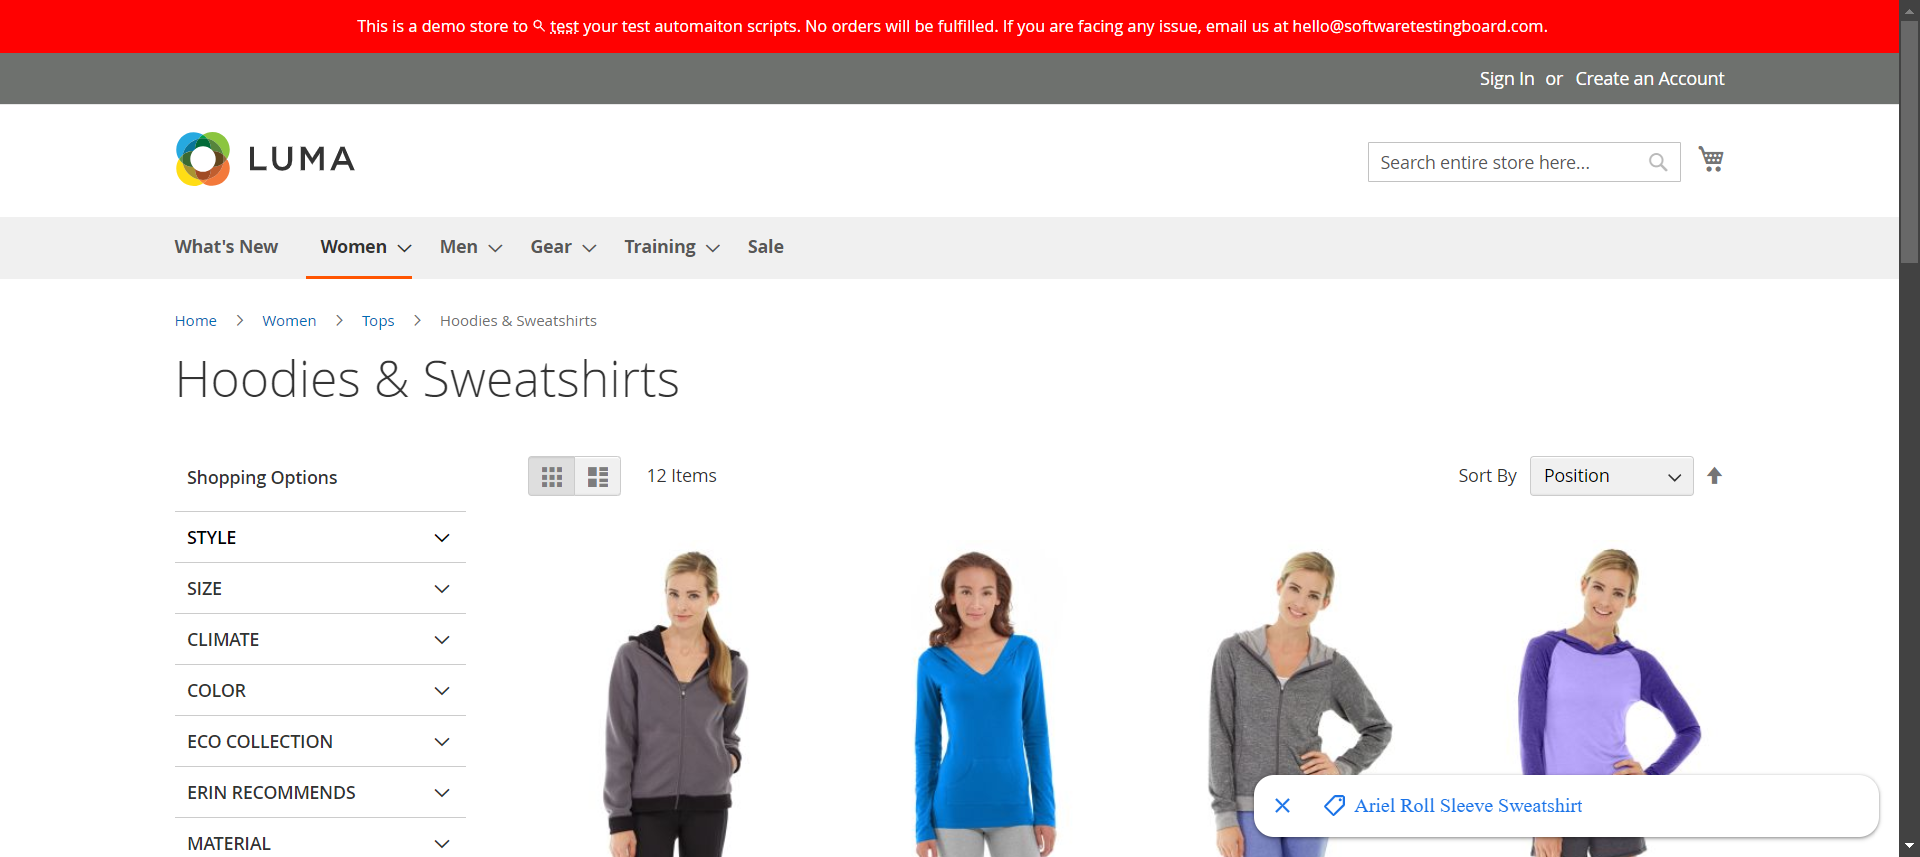 This is a demo store to test your test automaiton scripts. No orders will be fulfilled. If you are facing any issue, email us at hello@softwaretestingboard.com.
Sign In or Create an Account
LUMA
Search entire store here...
What's New Women Men Gear Training Sale
Home > Women > Tops > Hoodies & Sweatshirts
Hoodies & Sweatshirts
Shopping Options
12 Items
Sort By Position
STYLE
SIZE
CLIMATE
COLOR
ECO COLLECTION
ERIN RECOMMENDS
MATERIAL
Ariel Roll Sleeve Sweatshirt